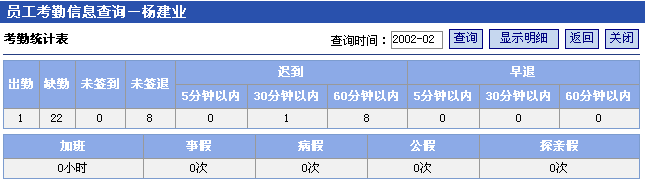 员工考勤信息查询－杨建业
考勤统计表 查询时间：2002-02 查询 显示明细 返回 关闭
出勤 缺勤 未签到 未签退 迟到 早退
5分钟以内 30分钟以内 60分钟以内 5分钟以内 30分钟以内 60分钟以内
1 22 0 8 0 1 8 0 0 0
加班 事假 病假 公假 探亲假
0小时 0次 0次 0次 0次